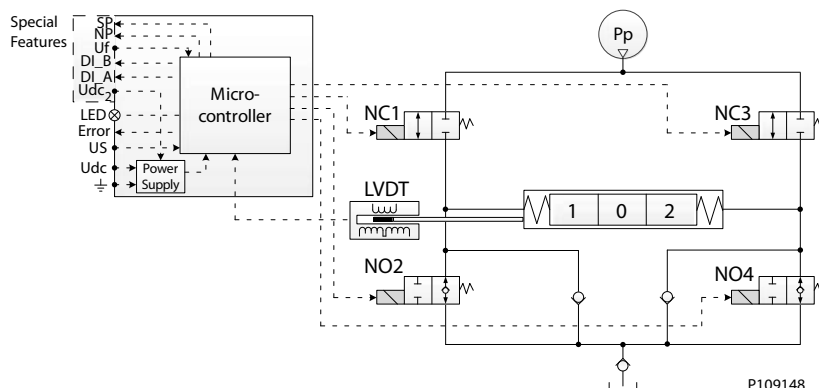 Special
Features
SP
NP
Uf
DI_B
DI_A
Udc2
LED
Error
US
Udc
Micro-
controller
Power
Supply
Pp
NC1
NC3
LVDT
1 0 2
NO2
NO4
P109148